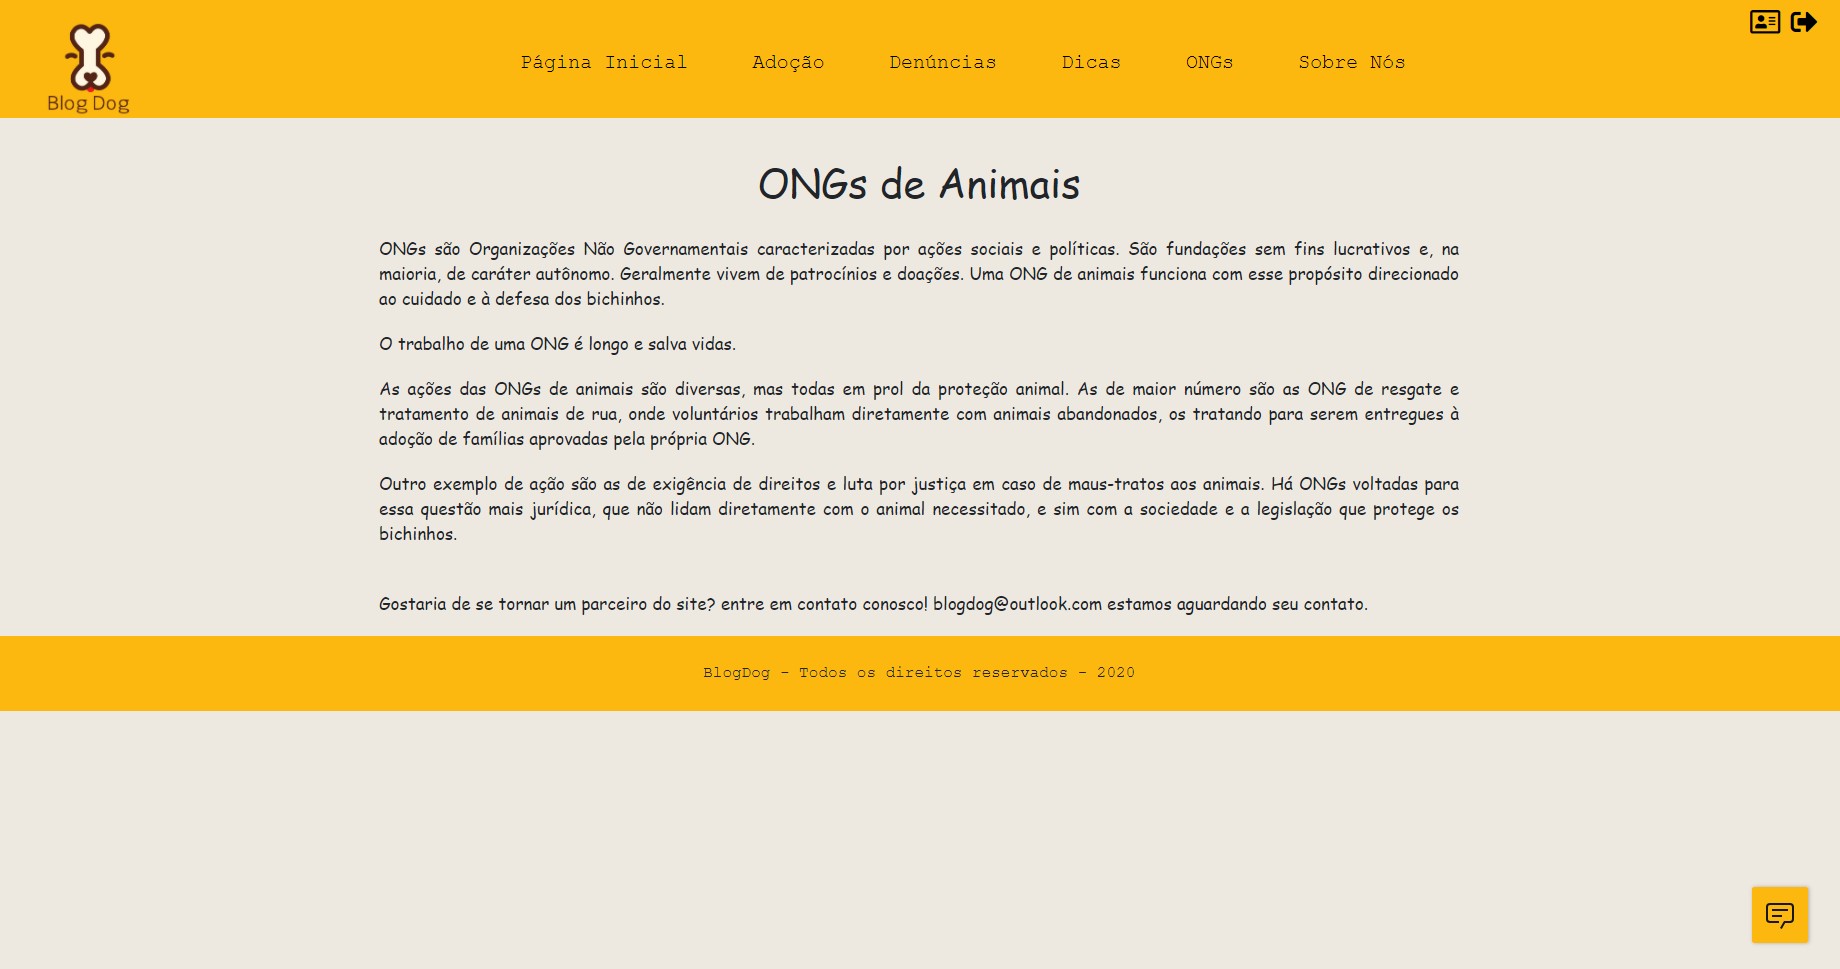 Blog Dog
Página Inicial
Adoção
Denúncias
Dicas
ONGs
Sobre Nós
ONGs de Animais
ONGs são Organizações Não Governamentais caracterizadas por ações sociais e políticas. São fundações sem fins lucrativos e, na
maioria, de caráter autônomo. Geralmente vivem de patrocínios e doações. Uma ONG de animais funciona com esse propósito direcionado
ao cuidado e à defesa dos bichinhos.
O trabalho de uma ONG é longo e salva vidas.
As ações das ONGs de animais são diversas, mas todas em prol da proteção animal. As de maior número são as ONG de resgate e
tratamento de animais de rua, onde voluntários trabalham diretamente com animais abandonados, os tratando para serem entregues à
adoção de famílias aprovadas pela própria ONG.
Outro exemplo de ação são as de exigência de direitos e luta por justiça em caso de maus-tratos aos animais. Há ONGs voltadas para
essa questão mais jurídica, que não lidam diretamente com o animal necessitado, e sim com a sociedade e a legislação que protege os
bichinhos.
Gostaria de se tornar um parceiro do site? entre em contato conosco! blogdog@outlook.com estamos aguardando seu contato.
BlogDog - Todos os direitos reservados - 2020